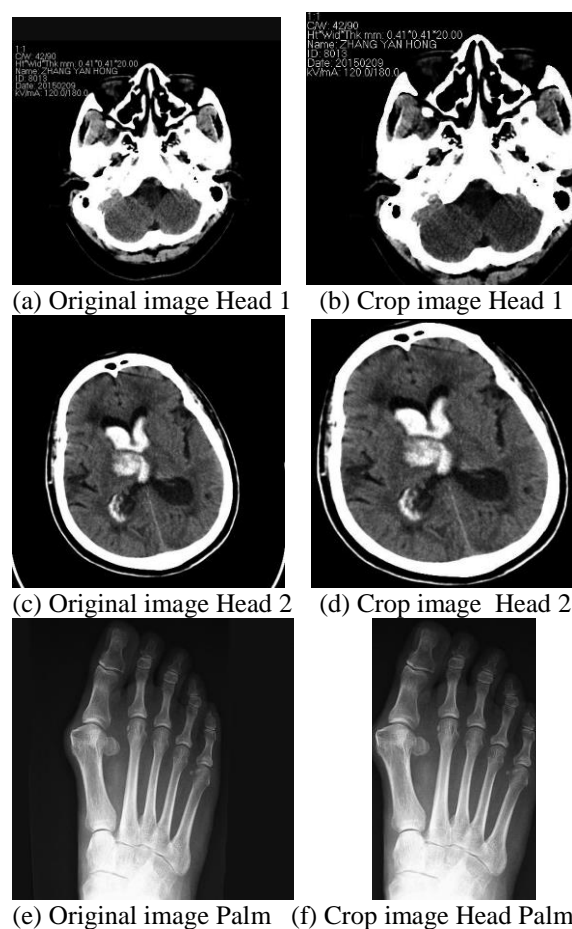 1:1
C/W: 42/90
Ht*Wid*Thk mm: 0.41*0.41*20.00
Name: ZHANG YAN HONG
ID: 8013
Date: 20150209
kV/mA: 120.0/180.0
1:1
C/W: 42/90
Ht*Wid*Thk mm: 0.41*0.41*20.00
Name: ZHANG YAN HONG
ID: 8013
Date: 20150209
kV/mA: 120.0/180.0
(a) Original image Head 1 (b) Crop image Head 1
(c) Original image Head 2 (d) Crop image Head 2
(e) Original image Palm (f) Crop image Head Palm